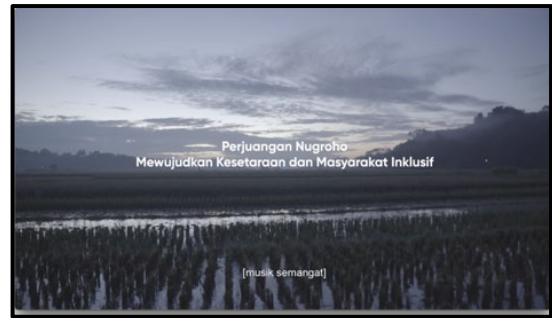 Perjuangan Nugroho
Mewujudkan Kesetaraan dan Masyarakat Inklusif
[musik semangat]